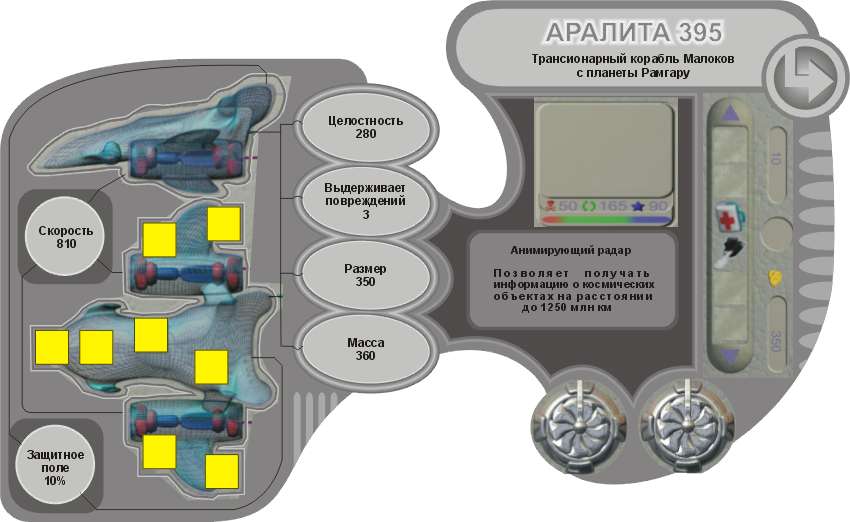 АРАЛИТА 395
Трансионарный корабль Малоков
с планеты Рамгару
Целостность
280
Выдерживает
повреждений
3
Размер
350
Масса
360
Скорость
810
Защитное
поле
10%
50 165 90
Анимирующий радар
Позволяет получать
информацию о космических
объектах на расстоянии
до 1250 млн км
10
350